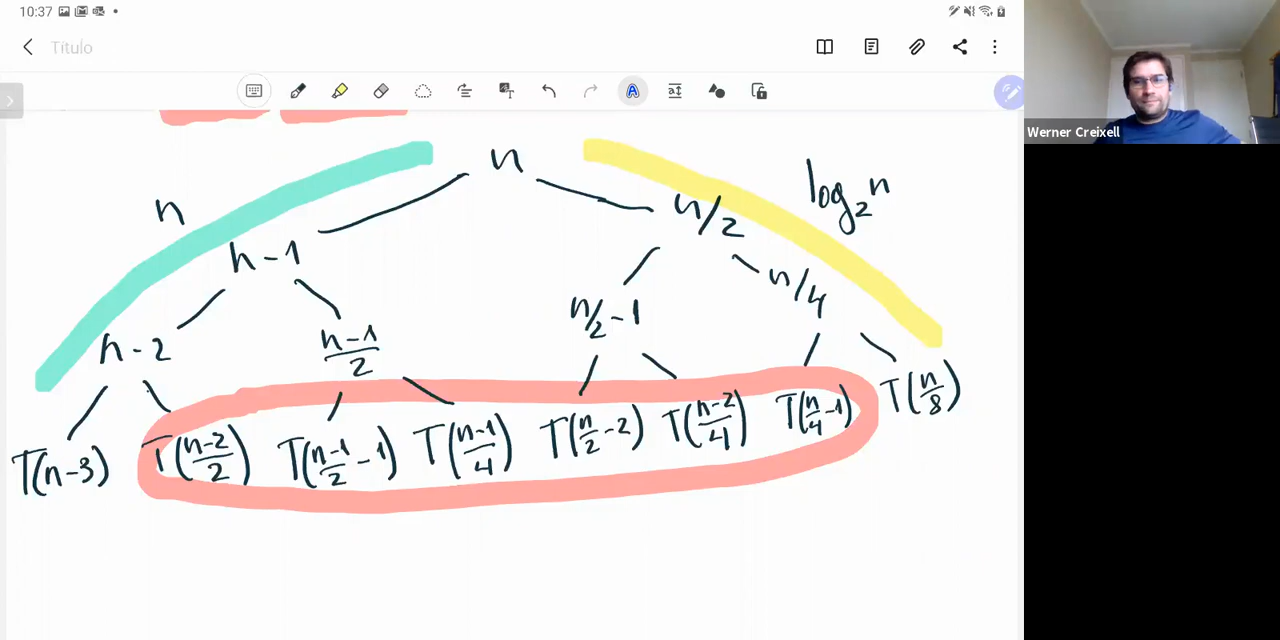 10:37
Título
Werner Creixell
n
n
log₂n
n-1
n/2
n-2
n-1/2
n/2-1
n/4
T(n-3)
T(n-2/2)
T(n-1/2-1)
T(n-1/4)
T(n/2-2)
T(n-2/4)
T(n/4-1)
T(n/8)